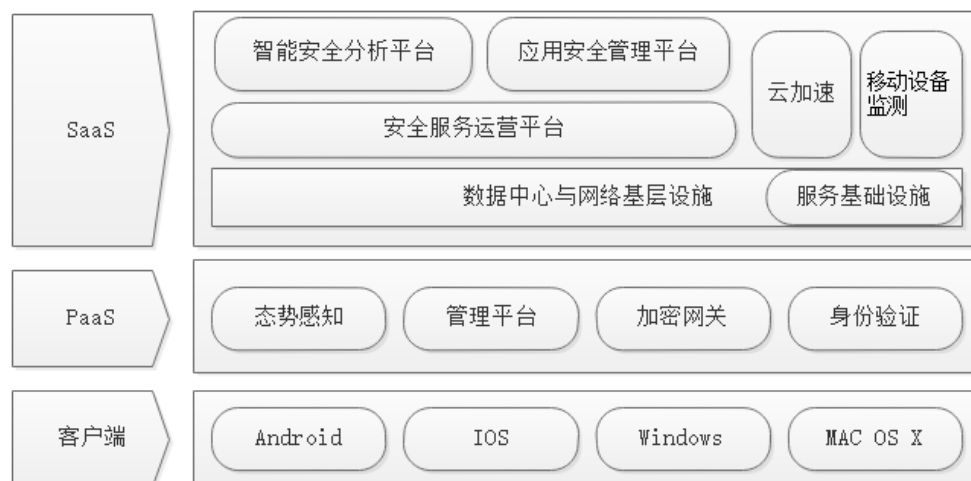 SaaS
智能安全分析平台
应用安全管理平台
云加速
移动设备
监测
安全服务运营平台
数据中心与网络基层设施
服务基础设施
PaaS
态势感知
管理平台
加密网关
身份验证
客户端
Android
IOS
Windows
MAC OS X